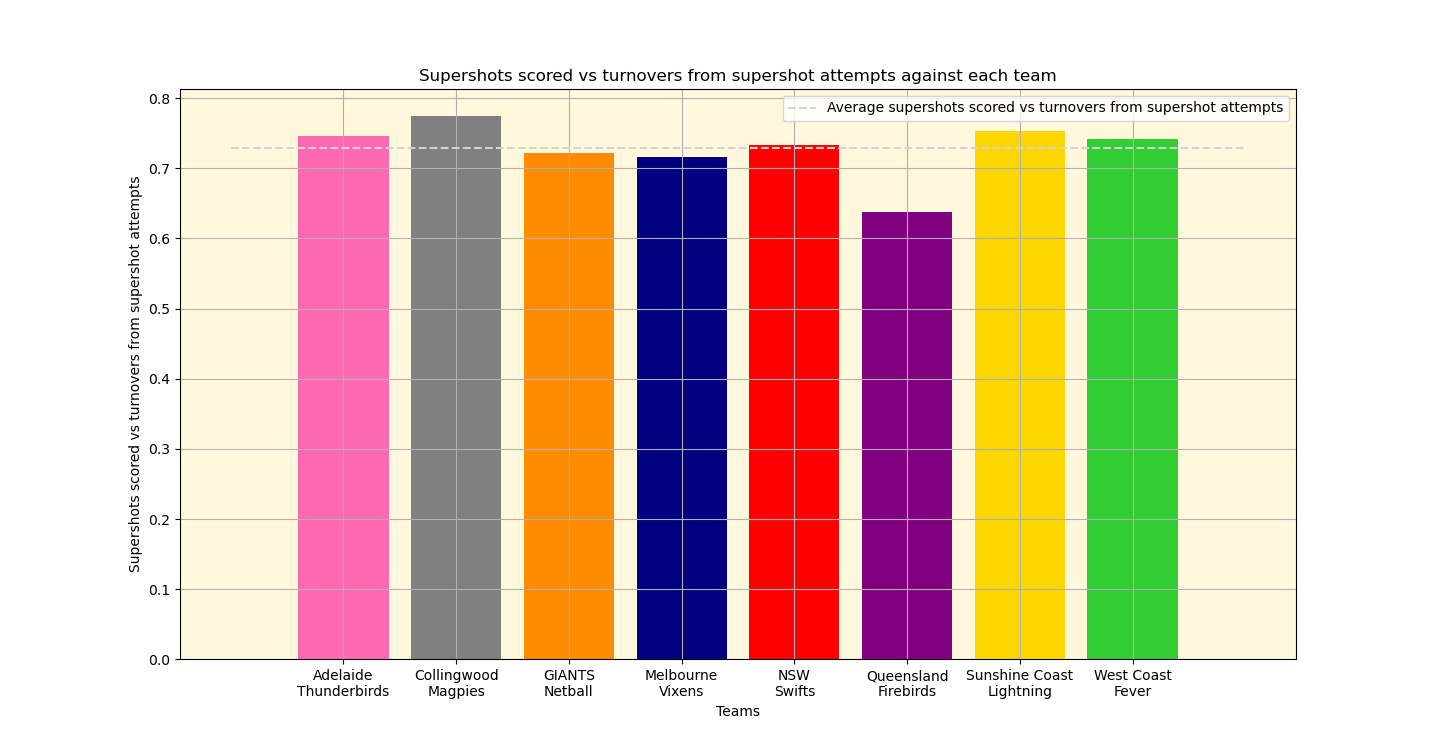 Supershots scored vs turnovers from supershot attempts against each team
Average supershots scored vs turnovers from supershot attempts
Supershots scored vs turnovers from supershot attempts
0.8
0.7
0.6
0.5
0.4
0.3
0.2
0.1
0.0
Adelaide
Thunderbirds
Collingwood
Magpies
GIANTS
Netball
Melbourne
Vixens
NSW
Swifts
Queensland
Firebirds
Sunshine Coast
Lightning
West Coast
Fever
Teams